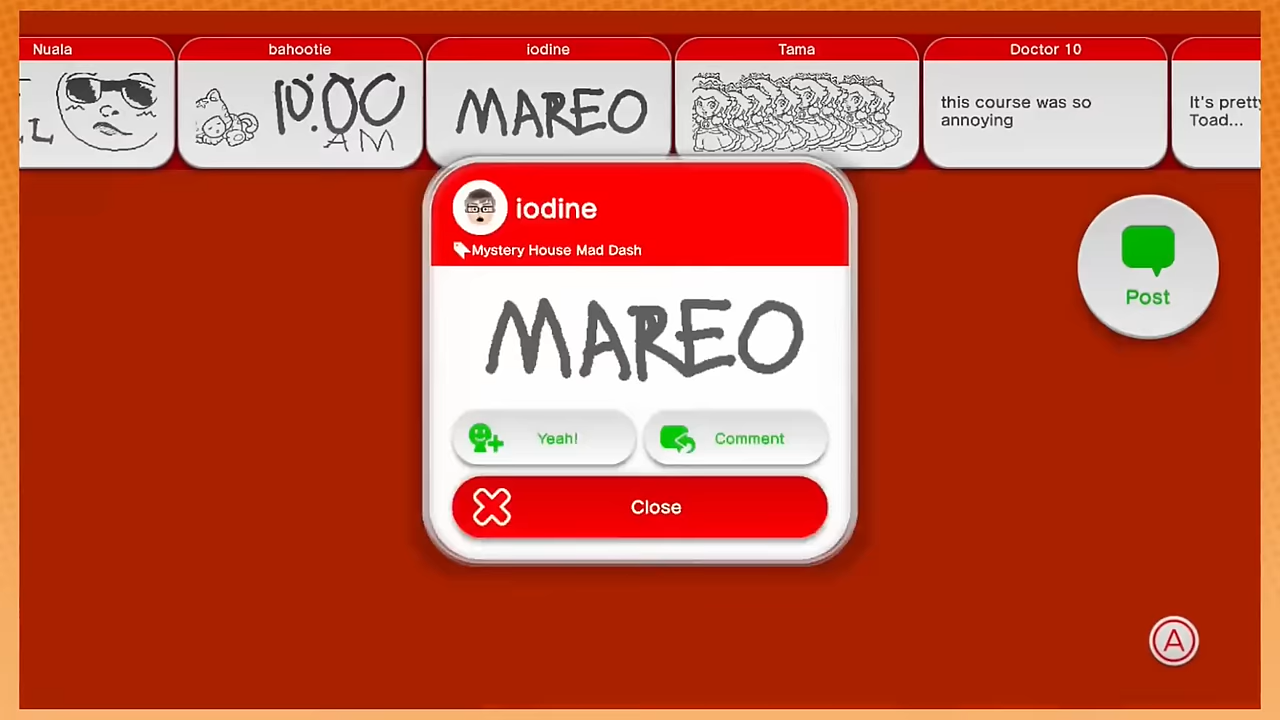 Nuala
bahootie
iodine
Tama
Doctor 10
LL
10:00
AM
MAREO
this course was so
annoying
It's pretty
Toad...
iodine
Mystery House Mad Dash
MAREO
Yeah!
Comment
Close
Post
A